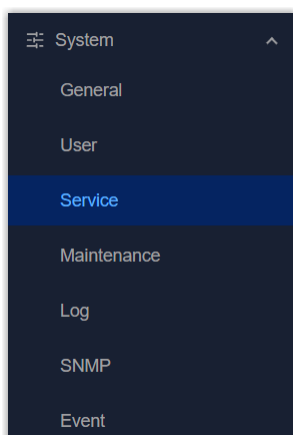 System
General
User
Service
Maintenance
Log
SNMP
Event